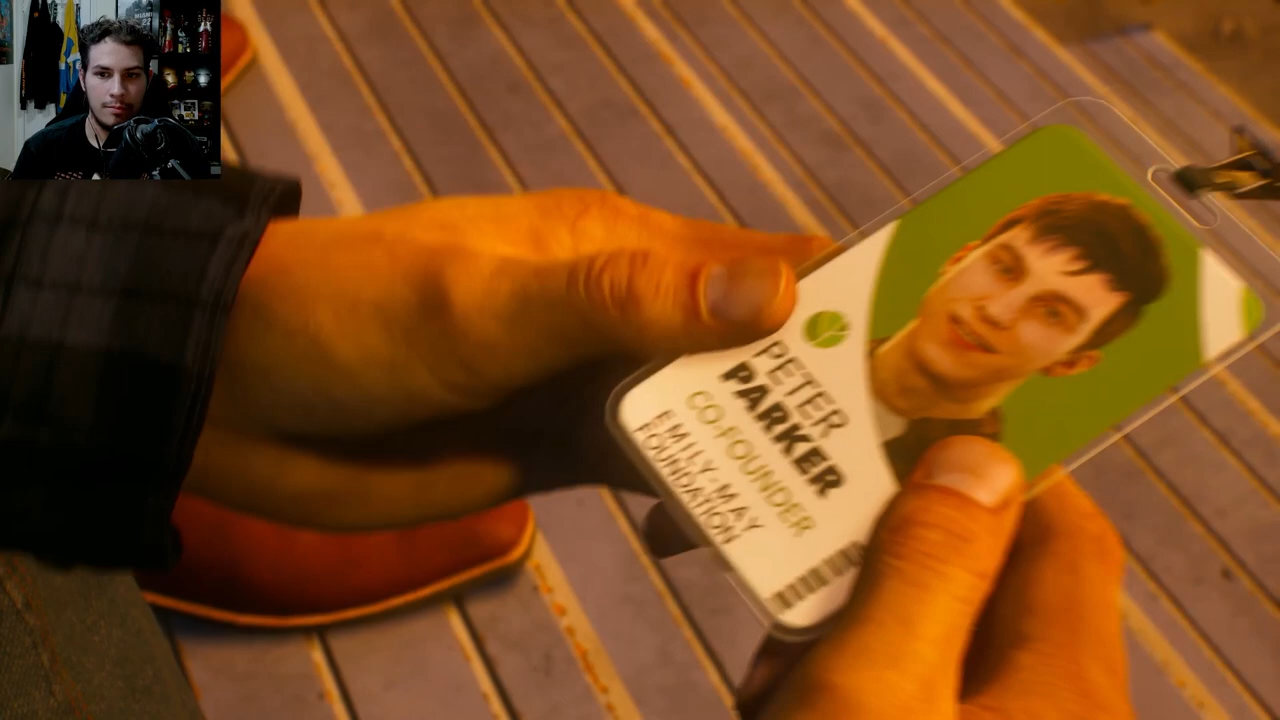 PETER
PARKER
CO-FOUNDER
EMILY-MAY
FOUNDATION